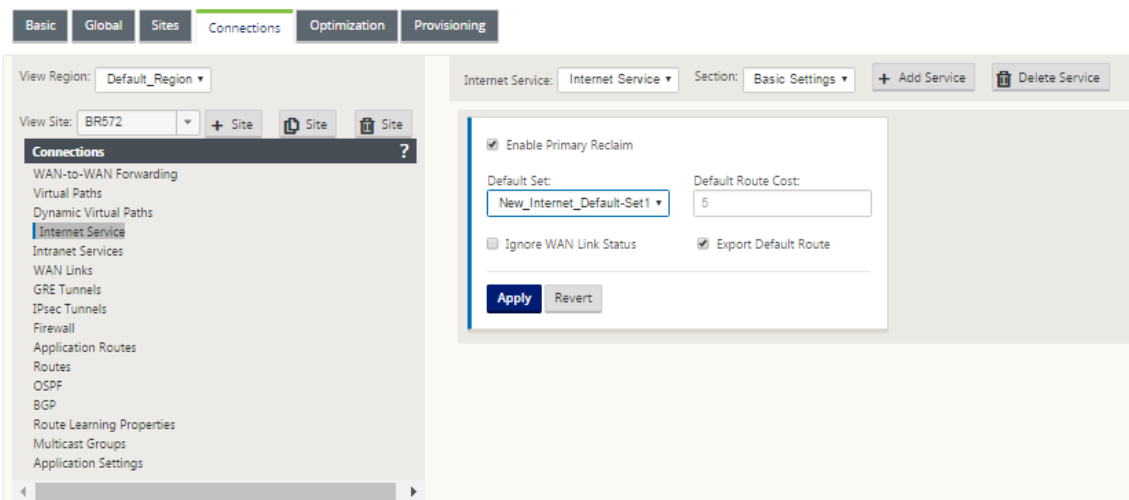 Basic Global Sites Connections Optimization Provisioning
View Region: Default_Region
View Site: BR572 + Site Site Site
Connections ?
WAN-to-WAN Forwarding
Virtual Paths
Dynamic Virtual Paths
Internet Service
Intranet Services
WAN Links
GRE Tunnels
IPsec Tunnels
Firewall
Application Routes
Routes
OSPF
BGP
Route Learning Properties
Multicast Groups
Application Settings
Internet Service: Internet Service Section: Basic Settings + Add Service Delete Service
Enable Primary Reclaim
Default Set: Default Route Cost:
New_Internet_Default-Set1 5
Ignore WAN Link Status Export Default Route
Apply Revert